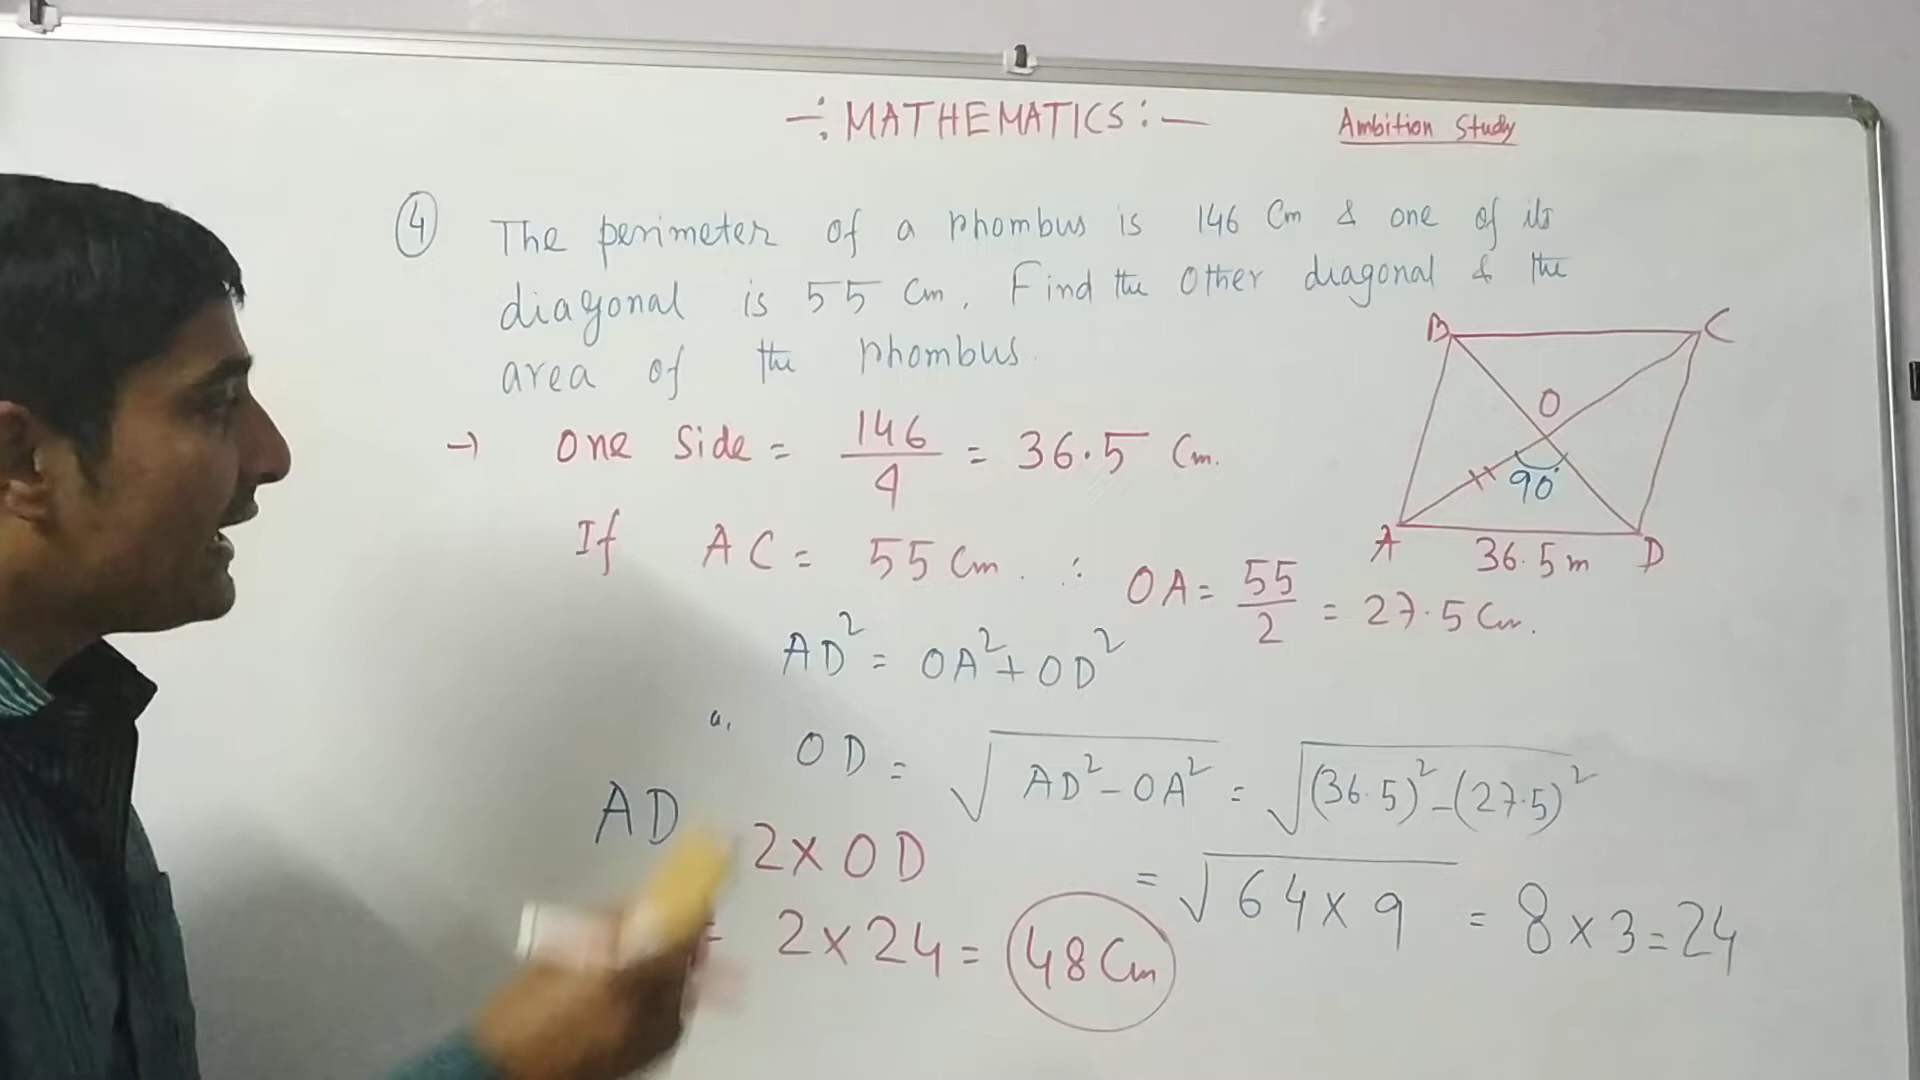 -: MATHEMATICS :-
Ambition Study
④ The perimeter of a rhombus is 146 Cm & one of its
diagonal is 55 Cm. Find the Other diagonal & the
area of the rhombus.
→ One Side = 146/4 = 36.5 Cm.
If AC = 55 Cm. ∴ OA = 55/2 = 27.5 Cm.
AD² = OA² + OD²
a, OD = √(AD² - OA²) = √((36.5)² - (27.5)²)
= √(64 × 9) = 8 × 3 = 24
AD 2 × OD
= 2 × 24 = 48 Cm
B
C
O
90°
A
D
36.5 m